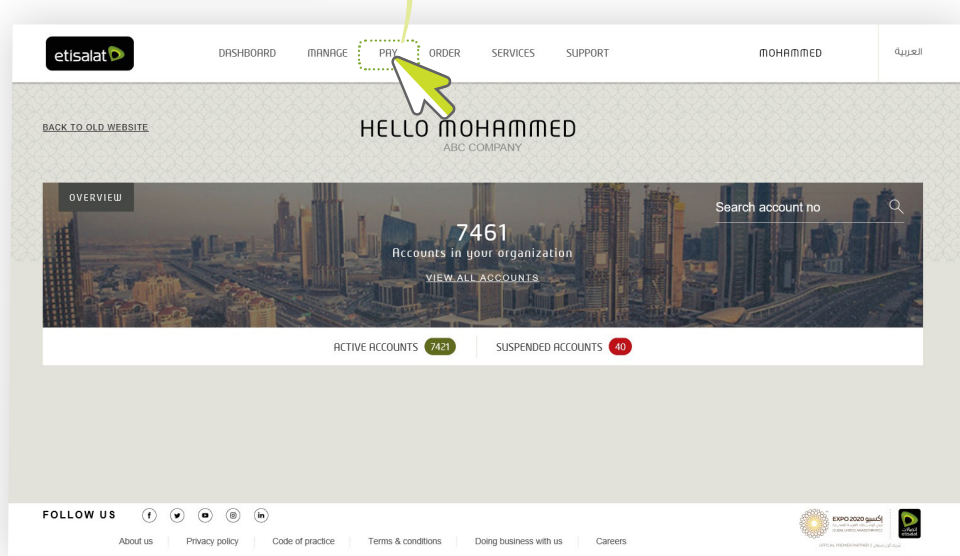 etisalat
DASHBOARD MANAGE PAY ORDER SERVICES SUPPORT MOHAMMED العربية
BACK TO OLD WEBSITE
HELLO MOHAMMED
ABC COMPANY
OVERVIEW
Search account no
7461
Accounts in your organization
VIEW ALL ACCOUNTS
ACTIVE ACCOUNTS 7421 SUSPENDED ACCOUNTS 40
FOLLOW US
EXPO 2020 إكسبو
اتصالات
etisalat
About us Privacy policy Code of practice Terms & conditions Doing business with us Careers